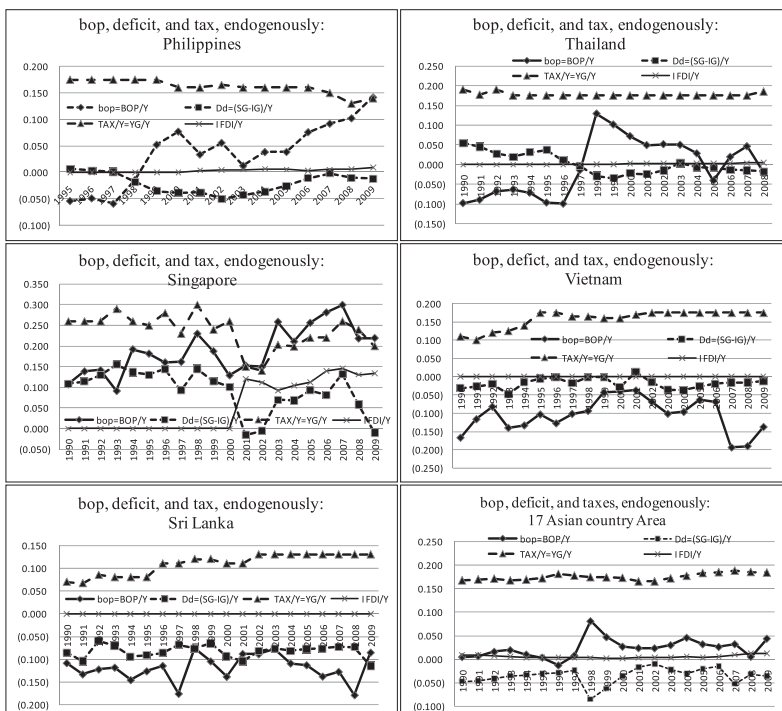 bop, deficit, and tax, endogenously:
Philippines
0.200
0.150
0.100
0.050
0.000
(0.050)
(0.100)
bop=BOP/Y
Dd=(SG-IG)/Y
TAX/Y=YG/Y
I FDI/Y
1995 1996 1997 1998 1999 2000 2001 2002 2003 2004 2005 2006 2007 2008 2009
bop, deficit, and tax, endogenously:
Thailand
0.250
0.200
0.150
0.100
0.050
0.000
(0.050)
(0.100)
(0.150)
bop=BOP/Y
Dd=(SG-IG)/Y
TAX/Y=YG/Y
I FDI/Y
1990 1991 1992 1993 1994 1995 1996 1997 1998 1999 2000 2001 2002 2003 2004 2005 2006 2007 2008
bop, deficit, and tax, endogenously:
Singapore
0.350
0.300
0.250
0.200
0.150
0.100
0.050
0.000
(0.050)
bop=BOP/Y
Dd=(SG-IG)/Y
TAX/Y=YG/Y
I FDI/Y
1990 1991 1992 1993 1994 1995 1996 1997 1998 1999 2000 2001 2002 2003 2004 2005 2006 2007 2008 2009
bop, defict, and tax, endogenously:
Vietnam
0.200
0.150
0.100
0.050
0.000
(0.050)
(0.100)
(0.150)
(0.200)
(0.250)
bop=BOP/Y
Dd=(SG-IG)/Y
TAX/Y=YG/Y
I FDI/Y
1990 1991 1992 1993 1994 1995 1996 1997 1998 1999 2000 2001 2002 2003 2004 2005 2006 2007 2008 2009
bop, deficit, and tax, endogenously:
Sri Lanka
0.150
0.100
0.050
0.000
(0.050)
(0.100)
(0.150)
(0.200)
bop=BOP/Y
Dd=(SG-IG)/Y
TAX/Y=YG/Y
I FDI/Y
1990 1991 1992 1993 1994 1995 1996 1997 1998 1999 2000 2001 2002 2003 2004 2005 2006 2007 2008 2009
bop, deficit, and taxes, endogenously:
17 Asian country Area
0.250
0.200
0.150
0.100
0.050
0.000
(0.050)
(0.100)
bop=BOP/Y
Dd=(SG-IG)/Y
TAX/Y=YG/Y
I FDI/Y
1990 1991 1992 1993 1994 1995 1996 1997 1998 1999 2000 2001 2002 2003 2004 2005 2006 2007 2008 2009